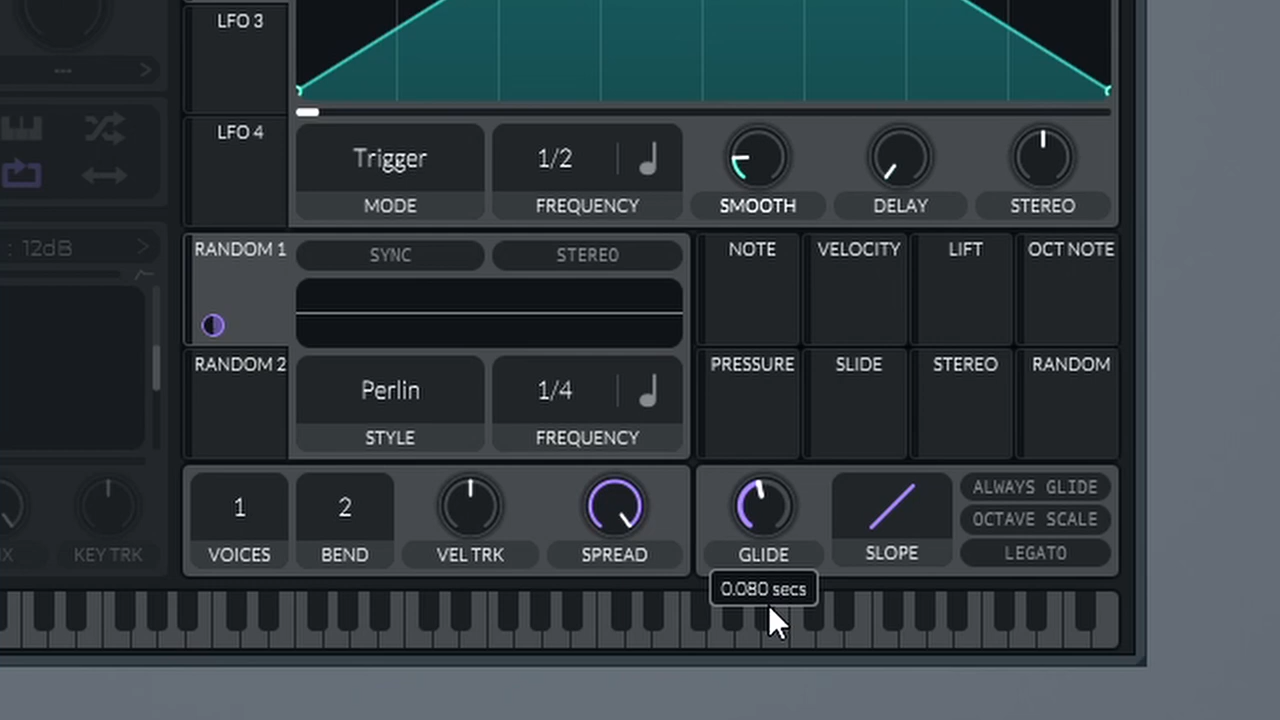 LFO 3
---
LFO 4
Trigger
1/2
MODE
FREQUENCY
SMOOTH
DELAY
STEREO
: 12dB
RANDOM 1
SYNC
STEREO
NOTE
VELOCITY
LIFT
OCT NOTE
RANDOM 2
Perlin
1/4
STYLE
FREQUENCY
PRESSURE
SLIDE
STEREO
RANDOM
KEY TRK
1
2
VOICES
BEND
VEL TRK
SPREAD
GLIDE
SLOPE
ALWAYS GLIDE
OCTAVE SCALE
LEGATO
0.080 secs